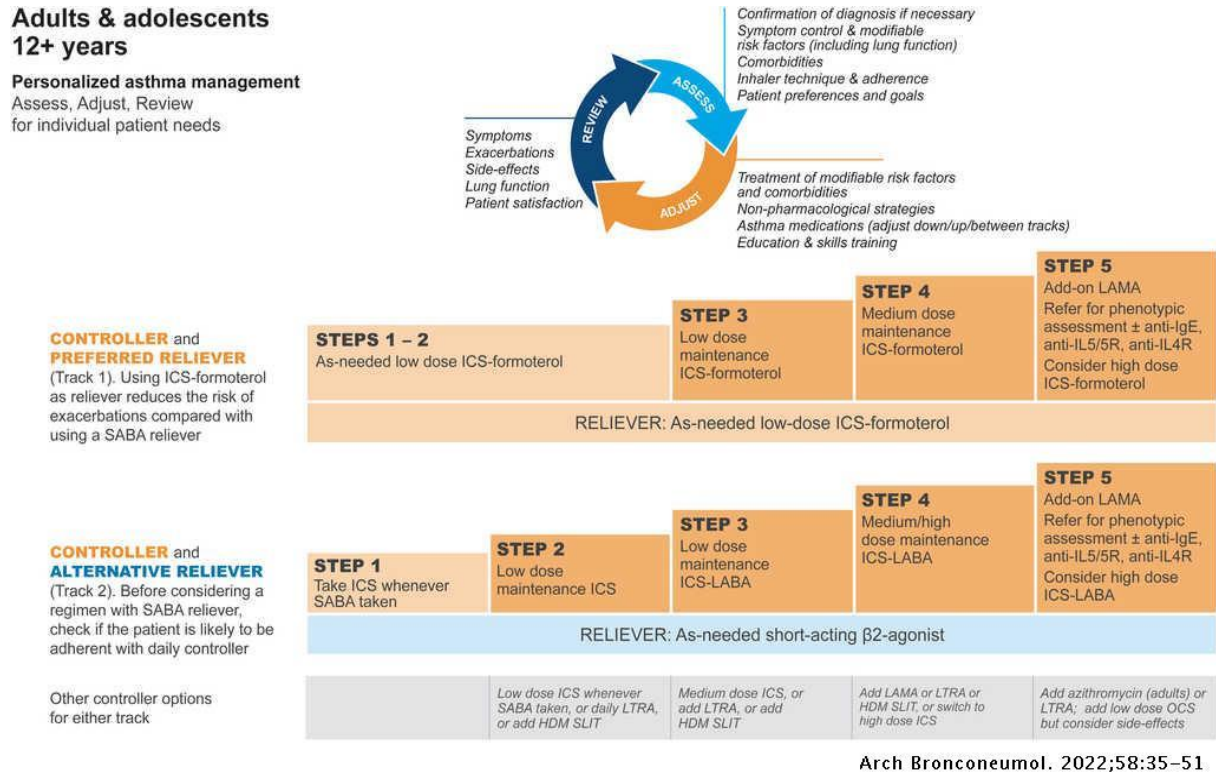 Adults & adolescents
12+ years
Personalized asthma management
Assess, Adjust, Review
for individual patient needs
REVIEW
ASSESS
ADJUST
Confirmation of diagnosis if necessary
Symptom control & modifiable
risk factors (including lung function)
Comorbidities
Inhaler technique & adherence
Patient preferences and goals
Symptoms
Exacerbations
Side-effects
Lung function
Patient satisfaction
Treatment of modifiable risk factors
and comorbidities
Non-pharmacological strategies
Asthma medications (adjust down/up/between tracks)
Education & skills training
CONTROLLER and
PREFERRED RELIEVER
(Track 1). Using ICS-formoterol
as reliever reduces the risk of
exacerbations compared with
using a SABA reliever
STEPS 1 – 2
As-needed low dose ICS-formoterol
STEP 3
Low dose
maintenance
ICS-formoterol
STEP 4
Medium dose
maintenance
ICS-formoterol
STEP 5
Add-on LAMA
Refer for phenotypic
assessment ± anti-IgE,
anti-IL5/5R, anti-IL4R
Consider high dose
ICS-formoterol
RELIEVER: As-needed low-dose ICS-formoterol
CONTROLLER and
ALTERNATIVE RELIEVER
(Track 2). Before considering a
regimen with SABA reliever,
check if the patient is likely to be
adherent with daily controller
STEP 1
Take ICS whenever
SABA taken
STEP 2
Low dose
maintenance ICS
STEP 3
Low dose
maintenance
ICS-LABA
STEP 4
Medium/high
dose maintenance
ICS-LABA
STEP 5
Add-on LAMA
Refer for phenotypic
assessment ± anti-IgE,
anti-IL5/5R, anti-IL4R
Consider high dose
ICS-LABA
RELIEVER: As-needed short-acting β2-agonist
Other controller options
for either track
Low dose ICS whenever
SABA taken, or daily LTRA,
or add HDM SLIT
Medium dose ICS, or
add LTRA, or add
HDM SLIT
Add LAMA or LTRA or
HDM SLIT, or switch to
high dose ICS
Add azithromycin (adults) or
LTRA; add low dose OCS
but consider side-effects
Arch Bronconeumol. 2022;58:35–51